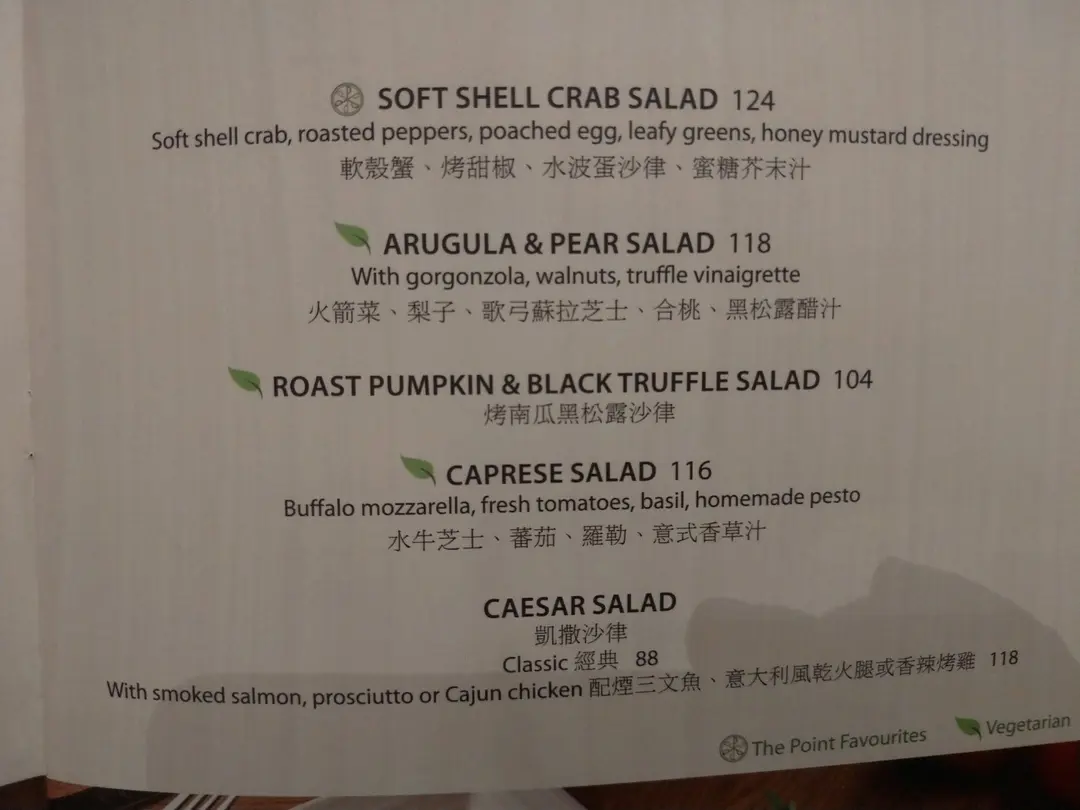 SOFT SHELL CRAB SALAD 124
Soft shell crab, roasted peppers, poached egg, leafy greens, honey mustard dressing
軟殼蟹、烤甜椒、水波蛋沙律、蜜糖芥末汁
ARUGULA & PEAR SALAD 118
With gorgonzola, walnuts, truffle vinaigrette
火箭菜、梨子、歌弓蘇拉芝士、合桃、黑松露醋汁
ROAST PUMPKIN & BLACK TRUFFLE SALAD 104
烤南瓜黑松露沙律
CAPRESE SALAD 116
Buffalo mozzarella, fresh tomatoes, basil, homemade pesto
水牛芝士、蕃茄、羅勒、意式香草汁
CAESAR SALAD
凱撒沙律
Classic 經典 88
With smoked salmon, prosciutto or Cajun chicken 配煙三文魚、意大利風乾火腿或香辣烤雞 118
The Point Favourites Vegetarian